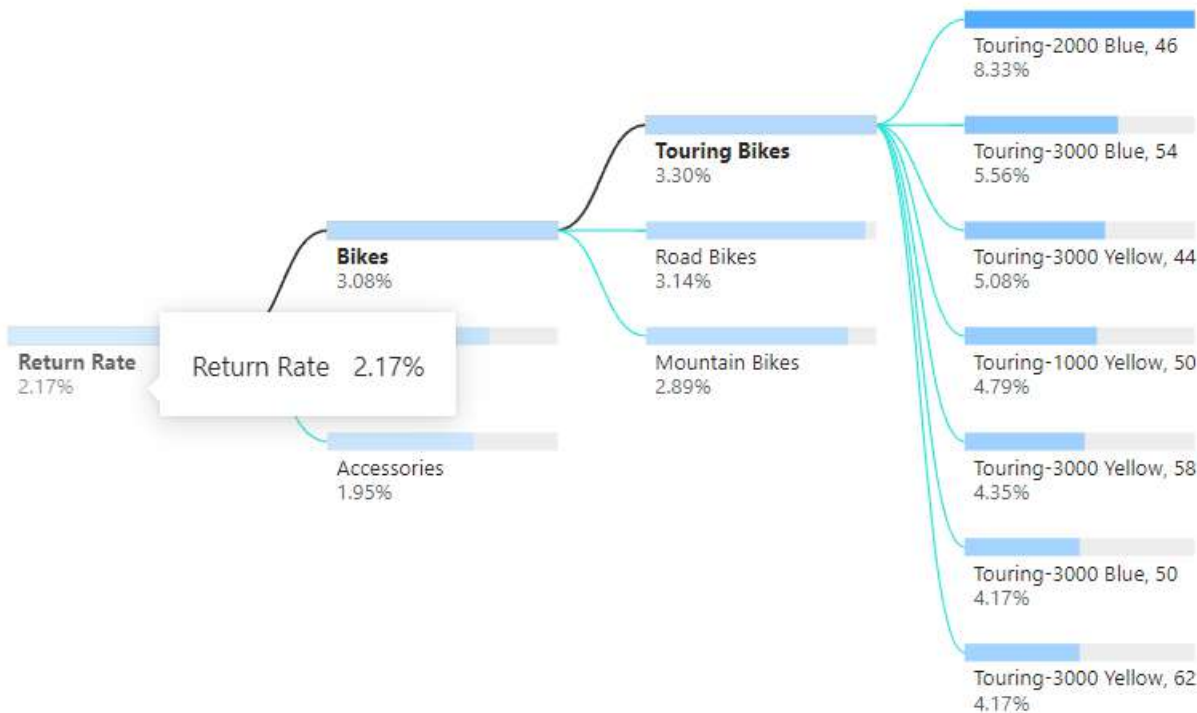 Return Rate
2.17%
Return Rate 2.17%
Bikes
3.08%
Accessories
1.95%
Touring Bikes
3.30%
Road Bikes
3.14%
Mountain Bikes
2.89%
Touring-2000 Blue, 46
8.33%
Touring-3000 Blue, 54
5.56%
Touring-3000 Yellow, 44
5.08%
Touring-1000 Yellow, 50
4.79%
Touring-3000 Yellow, 58
4.35%
Touring-3000 Blue, 50
4.17%
Touring-3000 Yellow, 62
4.17%